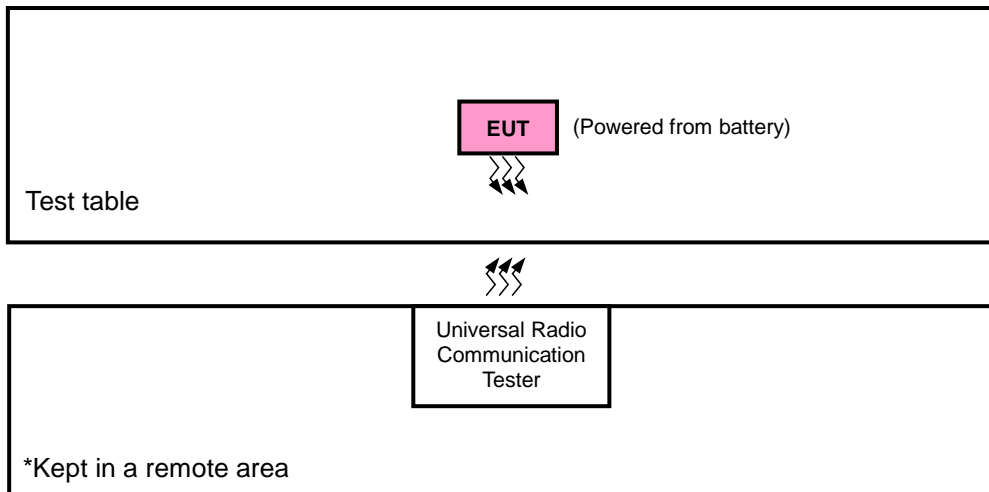 EUT
(Powered from battery)
Test table
Universal Radio
Communication
Tester
*Kept in a remote area